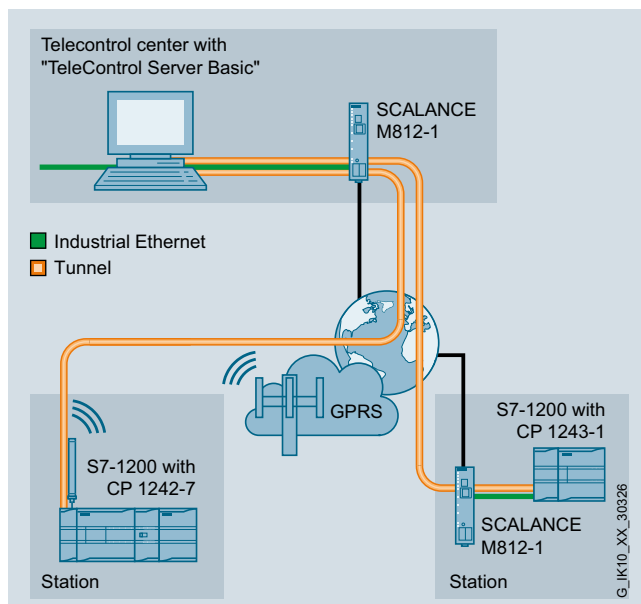 Telecontrol center with
"TeleControl Server Basic"
SCALANCE
M812-1
Industrial Ethernet
Tunnel
GPRS
S7-1200 with
CP 1242-7
Station
S7-1200 with
CP 1243-1
SCALANCE
M812-1
Station
G_IK10_XX_30326